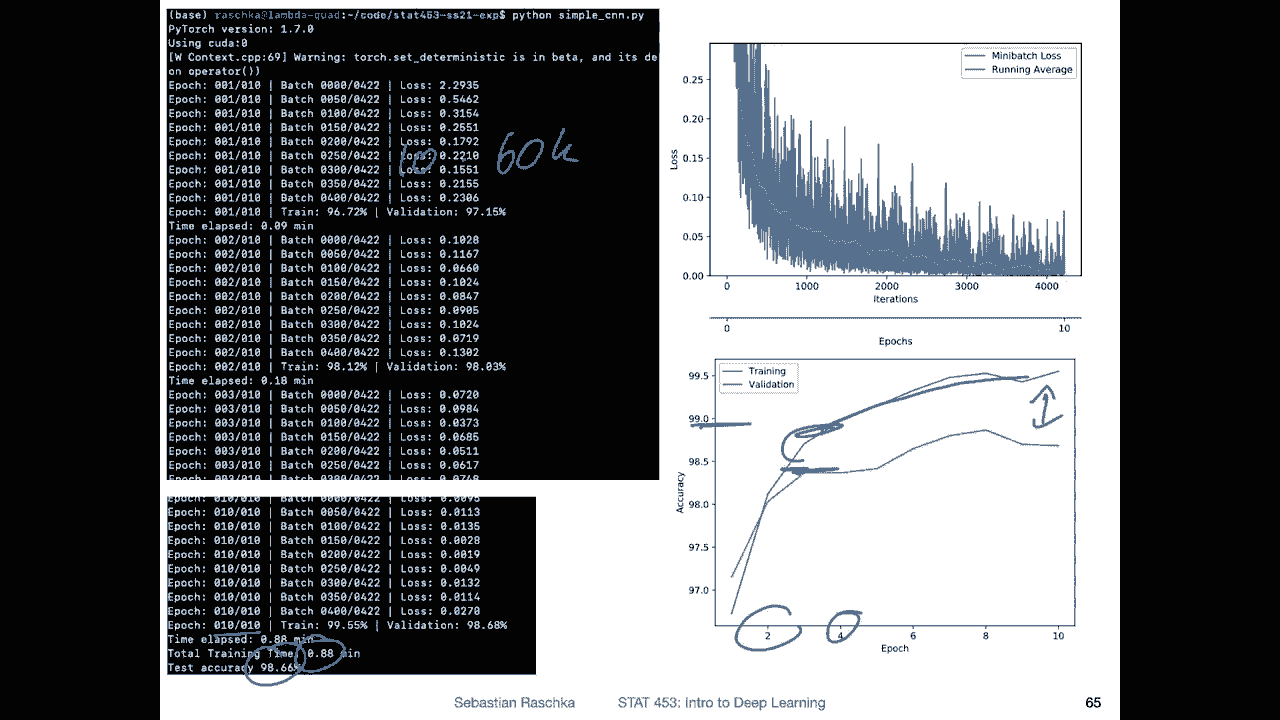 (base) raschka@lambda-quad:~/code/stat453-ss21-exp$ python simple_cnn.py
PyTorch version: 1.7.0
Using cuda:0
[W Context.cpp:69] Warning: torch.set_deterministic is in beta, and its de
on operator())
Epoch: 001/010 | Batch 0000/0422 | Loss: 2.2935
Epoch: 001/010 | Batch 0050/0422 | Loss: 0.5462
Epoch: 001/010 | Batch 0100/0422 | Loss: 0.3154
Epoch: 001/010 | Batch 0150/0422 | Loss: 0.2551
Epoch: 001/010 | Batch 0200/0422 | Loss: 0.1792
Epoch: 001/010 | Batch 0250/0422 | Loss: 0.2210
Epoch: 001/010 | Batch 0300/0422 | Loss: 0.1551
Epoch: 001/010 | Batch 0350/0422 | Loss: 0.2155
Epoch: 001/010 | Batch 0400/0422 | Loss: 0.2306
Epoch: 001/010 | Train: 96.72% | Validation: 97.15%
Time elapsed: 0.09 min
Epoch: 002/010 | Batch 0000/0422 | Loss: 0.1028
Epoch: 002/010 | Batch 0050/0422 | Loss: 0.1167
Epoch: 002/010 | Batch 0100/0422 | Loss: 0.0660
Epoch: 002/010 | Batch 0150/0422 | Loss: 0.1024
Epoch: 002/010 | Batch 0200/0422 | Loss: 0.0847
Epoch: 002/010 | Batch 0250/0422 | Loss: 0.0905
Epoch: 002/010 | Batch 0300/0422 | Loss: 0.1024
Epoch: 002/010 | Batch 0350/0422 | Loss: 0.0719
Epoch: 002/010 | Batch 0400/0422 | Loss: 0.1302
Epoch: 002/010 | Train: 98.12% | Validation: 98.03%
Time elapsed: 0.18 min
Epoch: 003/010 | Batch 0000/0422 | Loss: 0.0720
Epoch: 003/010 | Batch 0050/0422 | Loss: 0.0984
Epoch: 003/010 | Batch 0100/0422 | Loss: 0.0373
Epoch: 003/010 | Batch 0150/0422 | Loss: 0.0685
Epoch: 003/010 | Batch 0200/0422 | Loss: 0.0511
Epoch: 003/010 | Batch 0250/0422 | Loss: 0.0617
Epoch: 003/010 | Batch 0300/0422 | Loss: 0.0748
10 60k
Epoch: 010/010 | Batch 0000/0422 | Loss: 0.0095
Epoch: 010/010 | Batch 0050/0422 | Loss: 0.0113
Epoch: 010/010 | Batch 0100/0422 | Loss: 0.0135
Epoch: 010/010 | Batch 0150/0422 | Loss: 0.0028
Epoch: 010/010 | Batch 0200/0422 | Loss: 0.0019
Epoch: 010/010 | Batch 0250/0422 | Loss: 0.0049
Epoch: 010/010 | Batch 0300/0422 | Loss: 0.0132
Epoch: 010/010 | Batch 0350/0422 | Loss: 0.0114
Epoch: 010/010 | Batch 0400/0422 | Loss: 0.0270
Epoch: 010/010 | Train: 99.55% | Validation: 98.68%
Time elapsed: 0.88 min
Total Training Time: 0.88 min
Test accuracy 98.66%
Minibatch Loss
Running Average
Loss
0.25
0.20
0.15
0.10
0.05
0.00
0 1000 2000 3000 4000
Iterations
0 10
Epochs
Training
Validation
Accuracy
99.5
99.0
98.5
98.0
97.5
97.0
2 4 6 8 10
Epoch
Sebastian Raschka STAT 453: Intro to Deep Learning 65